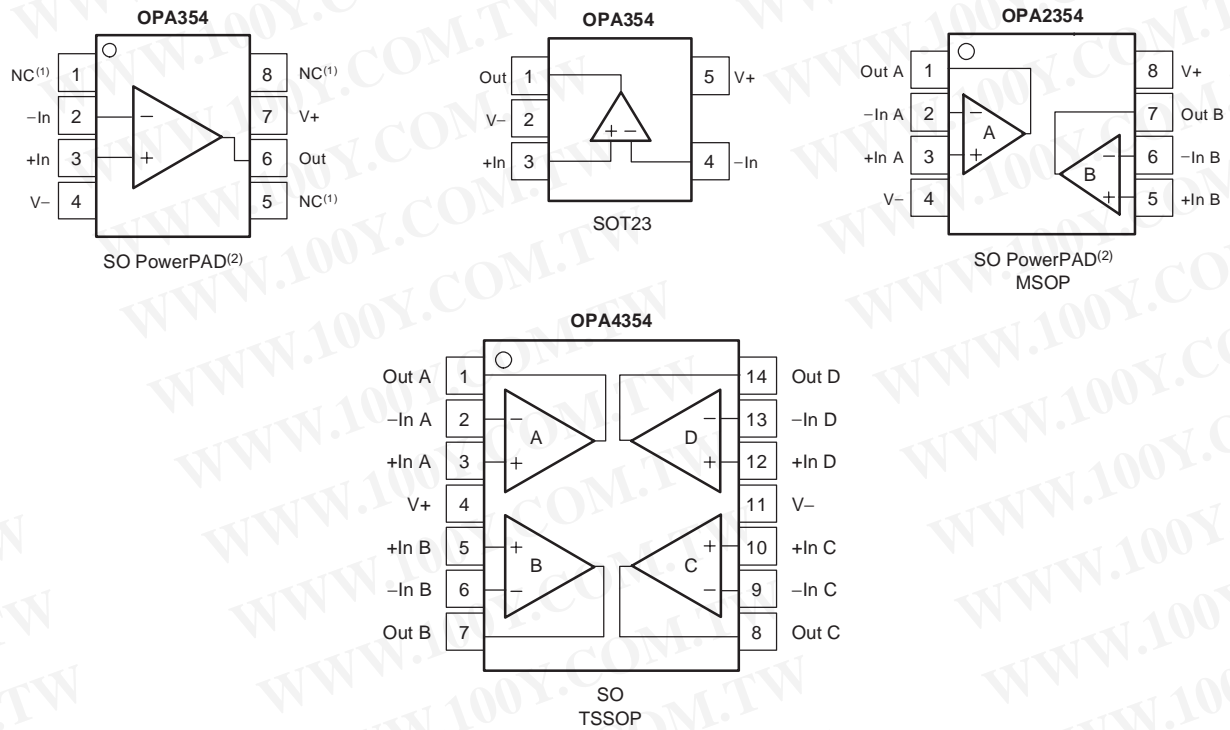 OPA354
NC(1) 1
−In 2
+In 3
V− 4
8 NC(1)
7 V+
6 Out
5 NC(1)
− +
SO PowerPAD(2)
OPA354
Out 1
V− 2
+In 3
5 V+
4 −In
+ −
SOT23
OPA2354
Out A 1
−In A 2
+In A 3
V− 4
8 V+
7 Out B
6 −In B
5 +In B
− A +
− B +
SO PowerPAD(2)
MSOP
OPA4354
Out A 1
−In A 2
+In A 3
V+ 4
+In B 5
−In B 6
Out B 7
14 Out D
13 −In D
12 +In D
11 V−
10 +In C
9 −In C
8 Out C
− A +
− D +
+ B −
+ C −
SO
TSSOP
WWW.100Y.COM.TW